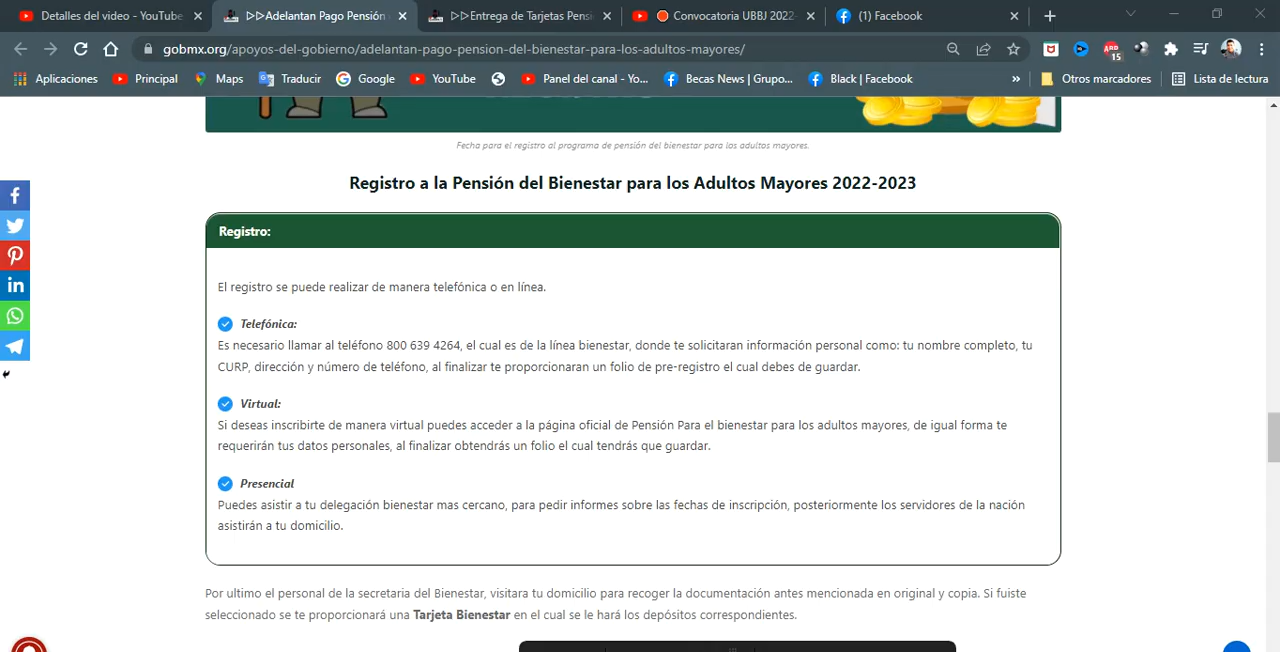 Detalles del video - YouTube
▷▷Adelantan Pago Pensión
▷▷Entrega de Tarjetas Pensi
Convocatoria UBBJ 2022-
(1) Facebook
gobmx.org/apoyos-del-gobierno/adelantan-pago-pension-del-bienestar-para-los-adultos-mayores/
ABP
15
Aplicaciones
Principal
Maps
Traducir
Google
YouTube
Panel del canal - Yo...
Becas News | Grupo...
Black | Facebook
»
Otros marcadores
Lista de lectura
Fecha para el registro al programa de pensión del bienestar para los adultos mayores.
Registro a la Pensión del Bienestar para los Adultos Mayores 2022-2023
Registro:
El registro se puede realizar de manera telefónica o en línea.
Telefónica:
Es necesario llamar al teléfono 800 639 4264, el cual es de la línea bienestar, donde te solicitaran información personal como: tu nombre completo, tu
CURP, dirección y número de teléfono, al finalizar te proporcionaran un folio de pre-registro el cual debes de guardar.
Virtual:
Si deseas inscribirte de manera virtual puedes acceder a la página oficial de Pensión Para el bienestar para los adultos mayores, de igual forma te
requerirán tus datos personales, al finalizar obtendrás un folio el cual tendrás que guardar.
Presencial
Puedes asistir a tu delegación bienestar mas cercano, para pedir informes sobre las fechas de inscripción, posteriormente los servidores de la nación
asistirán a tu domicilio.
Por ultimo el personal de la secretaria del Bienestar, visitara tu domicilio para recoger la documentación antes mencionada en original y copia. Si fuiste
seleccionado se te proporcionará una Tarjeta Bienestar en el cual se le hará los depósitos correspondientes.